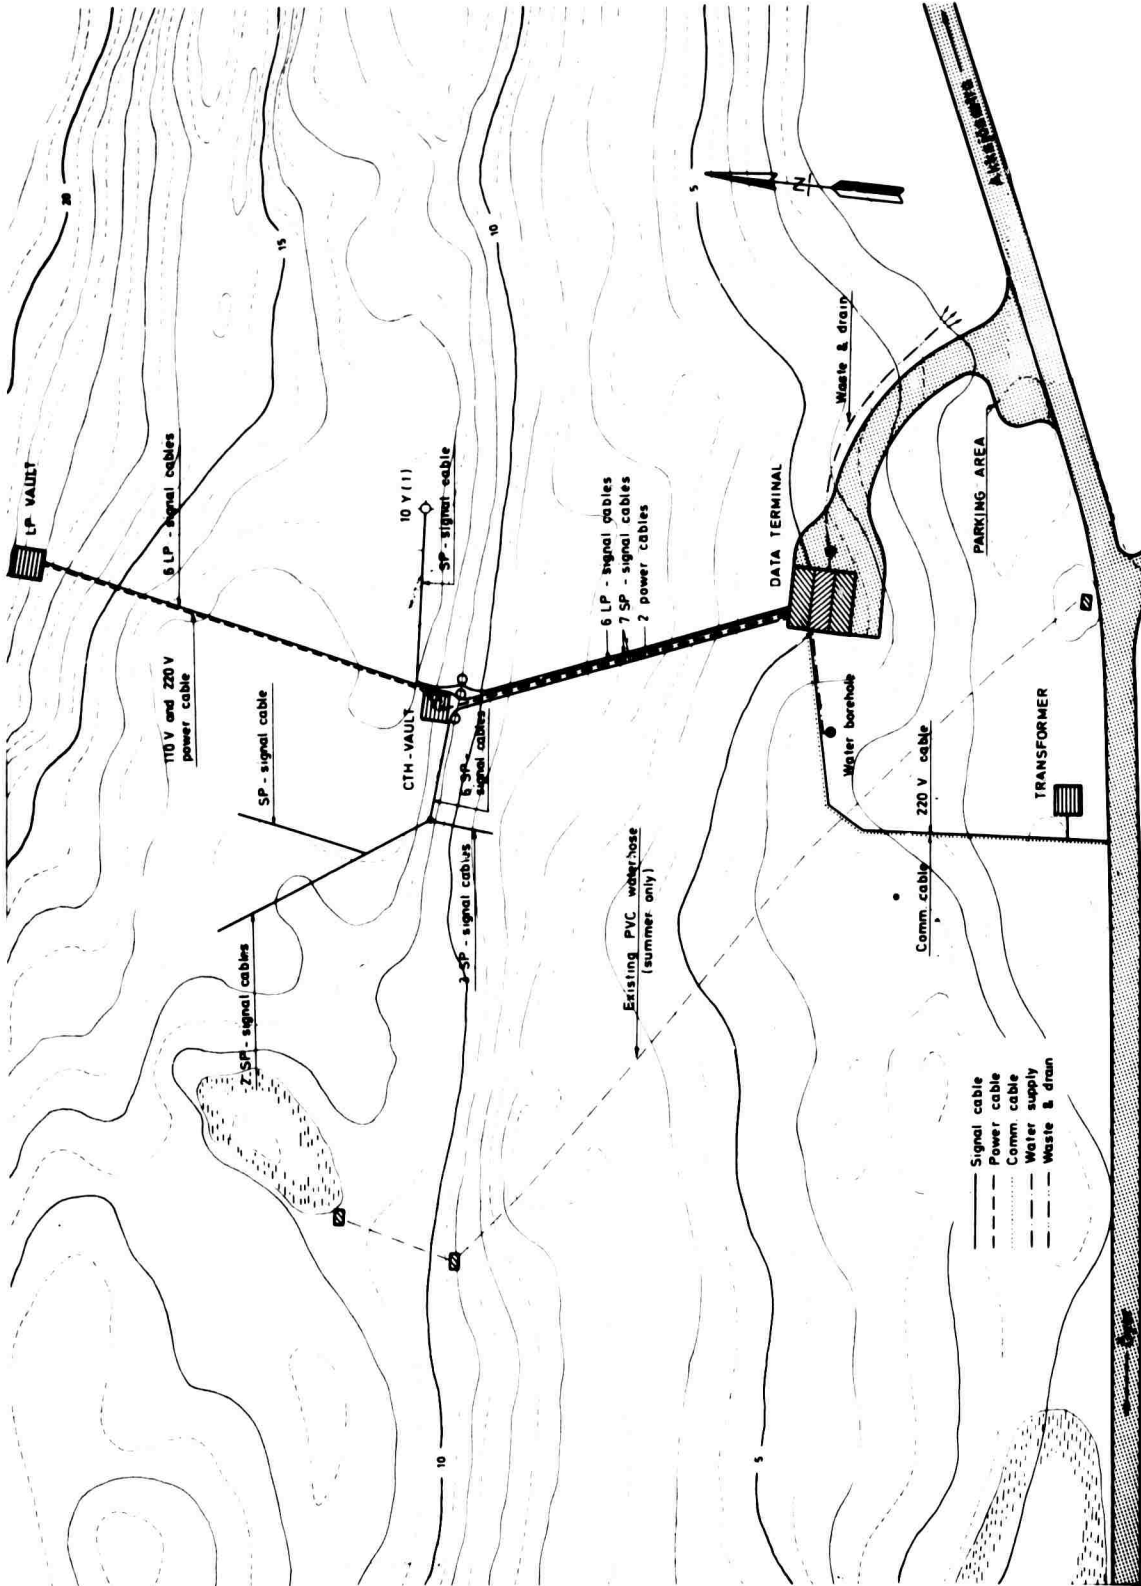 20
15
10
5
LP VAULT
6 LP - signal cables
110 V and 220 V
power cable
10 Y (1)
SP - signal cable
SP - signal cable
CTH - VAULT
6 SP -
signal cables
2 SP - signal cables
3 SP - signal cables
6 LP - signal cables
7 SP - signal cables
2 power cables
N
Waste & drain
DATA TERMINAL
PARKING AREA
Water borehole
TRANSFORMER
220 V cable
Comm. cable
Existing PVC waterhose
(summer only)
10
5
Signal cable
Power cable
Comm. cable
Water supply
Waste & drain